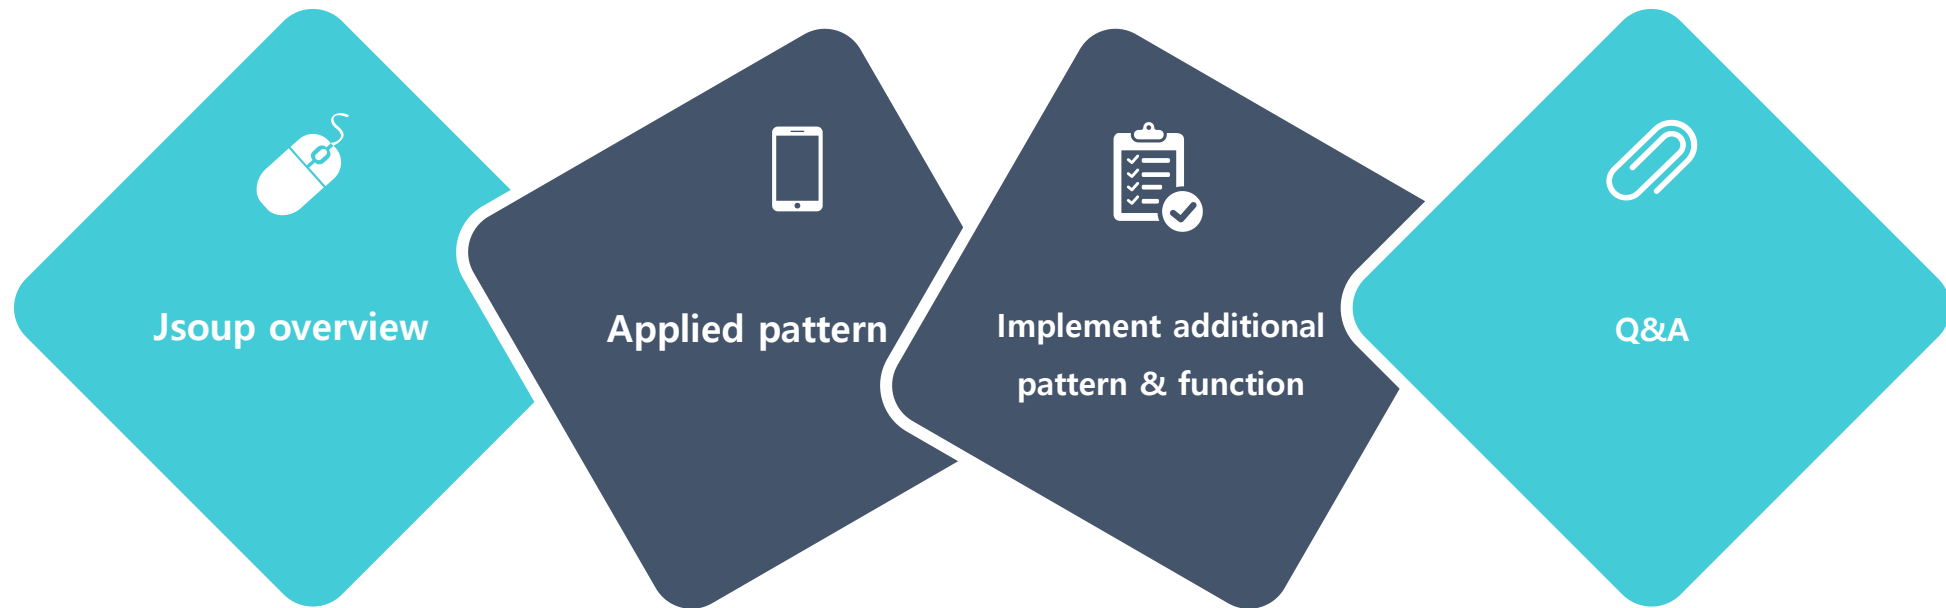 Jsoup overview
Applied pattern
Implement additional
pattern & function
Q&A